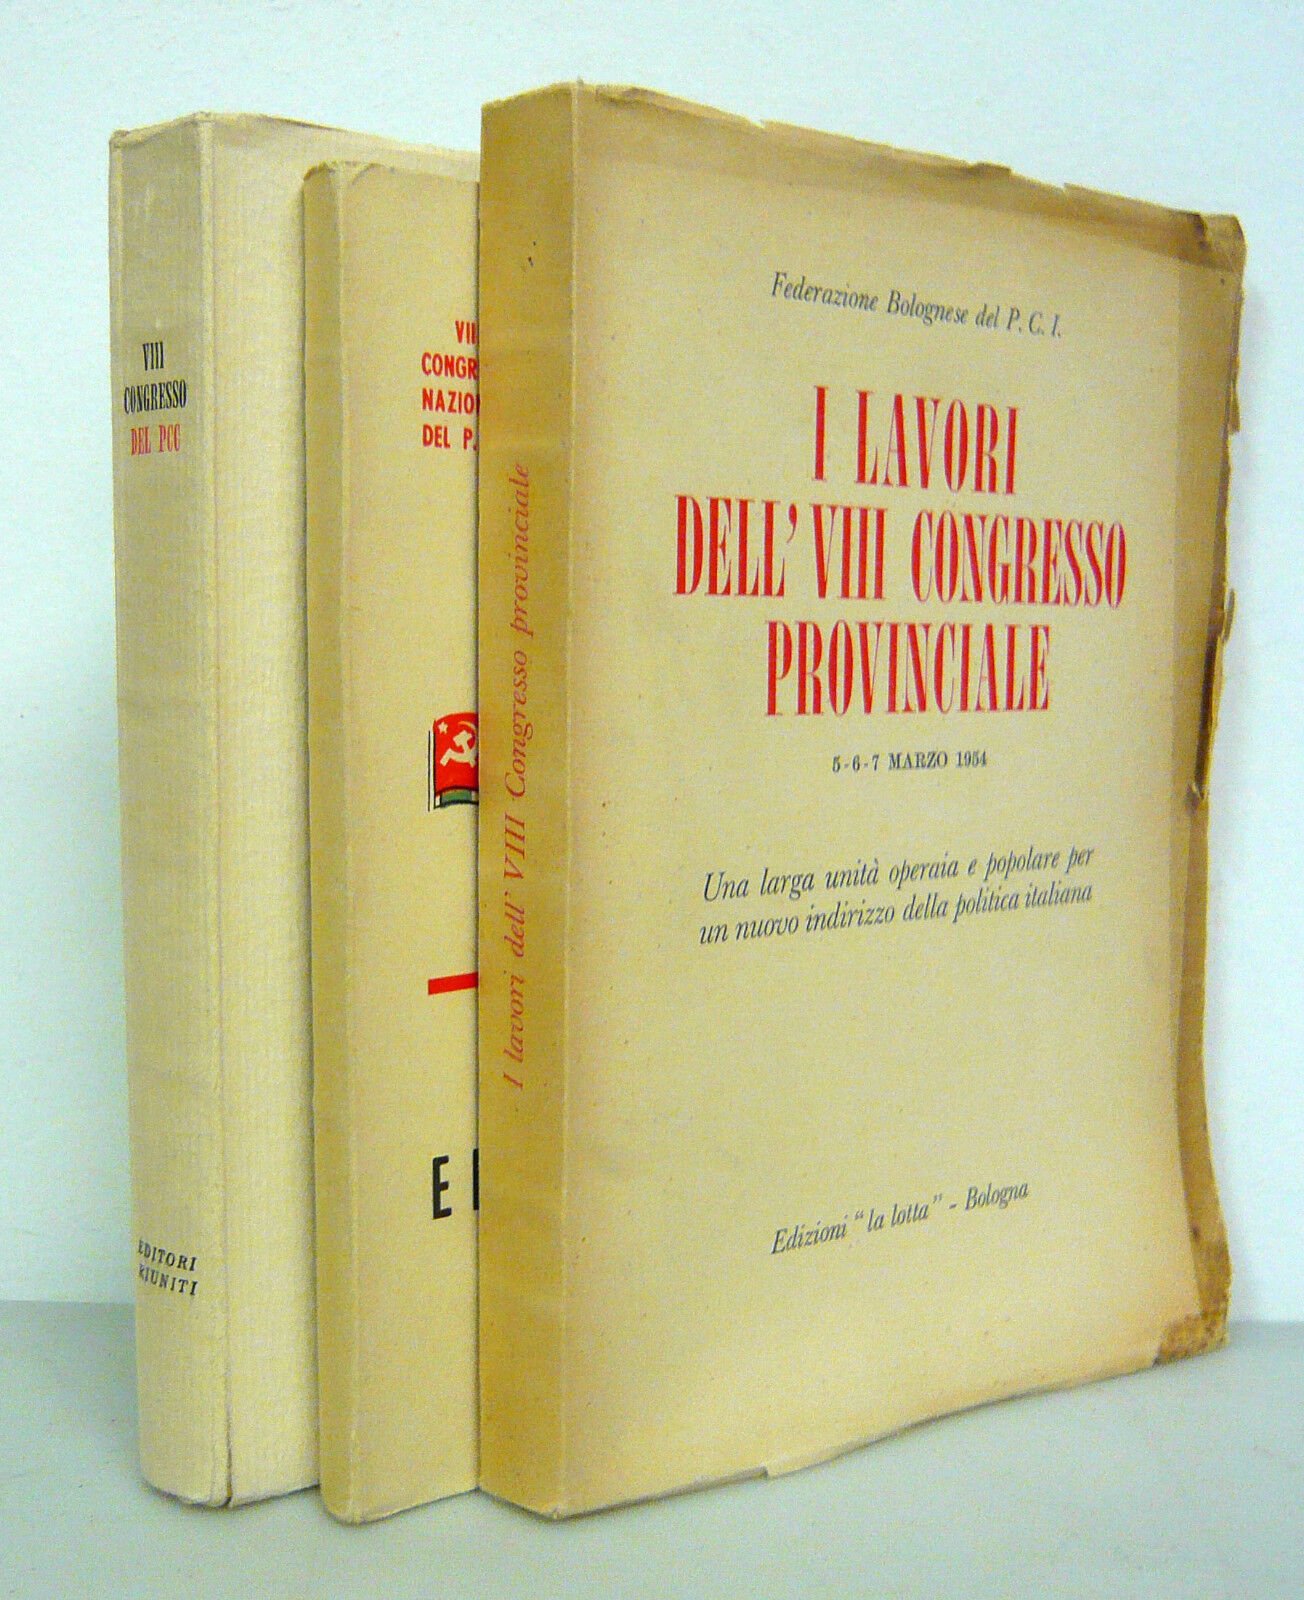 VIII
CONGRESSO
DEL PCC
EDITORI
RIUNITI
VII
CONGR
NAZION
DEL P.
E
I lavori dell' VIII Congresso provinciale
Federazione Bolognese del P. C. I.
I LAVORI
DELL' VIII CONGRESSO
PROVINCIALE
5-6-7 MARZO 1954
Una larga unità operaia e popolare per
un nuovo indirizzo della politica italiana
Edizioni "la lotta" - Bologna